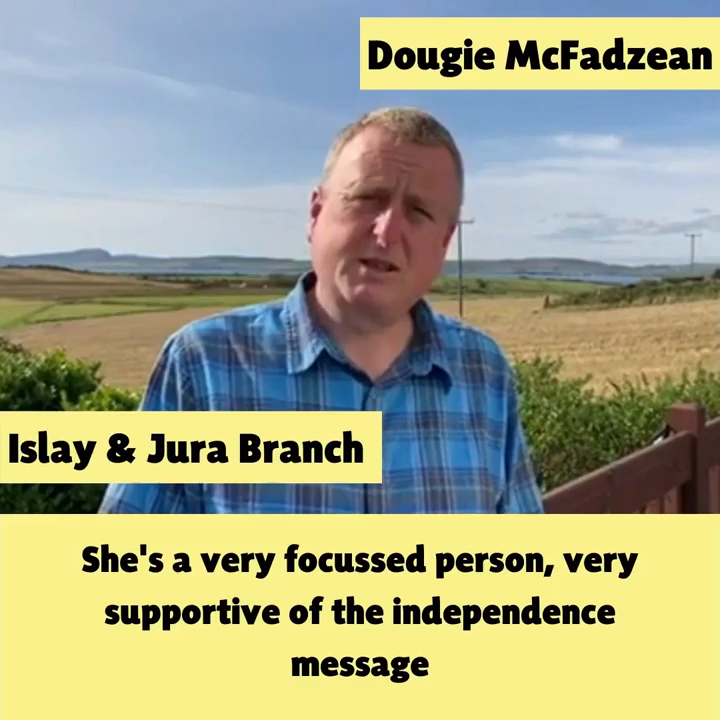 Dougie McFadzean
Islay & Jura Branch
She's a very focussed person, very
supportive of the independence
message